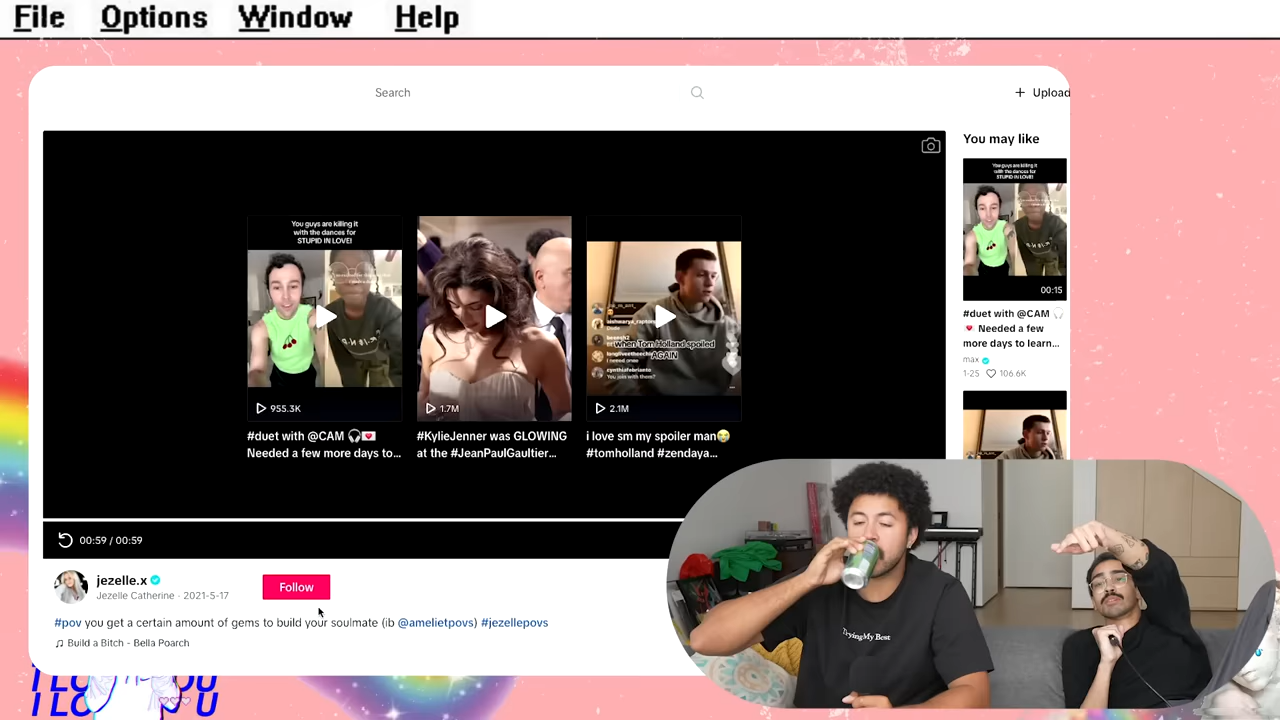 File Options Window Help
Search
+ Upload
You guys are killing it
with the dances for
STUPID IN LOVE!
955.3K
#duet with @CAM 🎧💌
Needed a few more days to...
1.7M
#KylieJenner was GLOWING
at the #JeanPaulGaultier...
when Tom Holland spoiled
AGAIN
2.1M
i love sm my spoiler man😭
#tomholland #zendaya...
You may like
You guys are killing it
with the dances for
STUPID IN LOVE!
00:15
#duet with @CAM 🎧
💌 Needed a few
more days to learn...
max
1-25 106.6K
00:59 / 00:59
jezelle.x
Jezelle Catherine · 2021-5-17
Follow
#pov you get a certain amount of gems to build your soulmate (ib @amelietpovs) #jezellepovs
♫ Build a Bitch - Bella Poarch
TryingMyBest